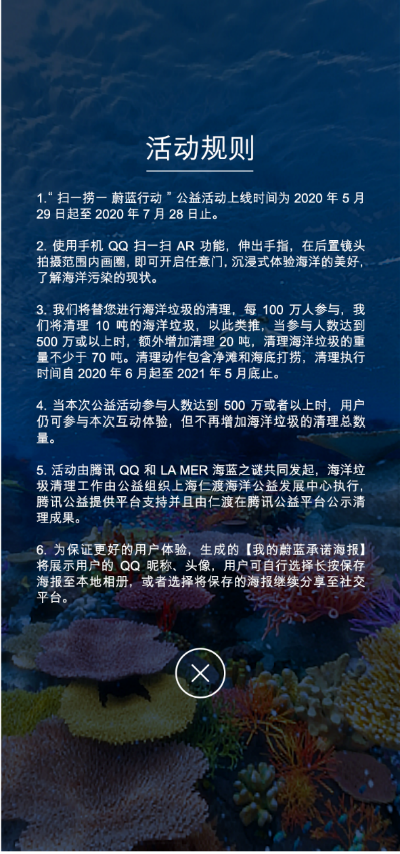 活动规则
1.“ 扫一捞一 蔚蓝行动 ” 公益活动上线时间为 2020 年 5 月
29 日起至 2020 年 7 月 28 日止。
2. 使用手机 QQ 扫一扫 AR 功能, 伸出手指, 在后置镜头
拍摄范围内画圈, 即可开启任意门, 沉浸式体验海洋的美好,
了解海洋污染的现状。
3. 我们将替您进行海洋垃圾的清理, 每 100 万人参与, 我
们将清理 10 吨的海洋垃圾, 以此类推, 当参与人数达到
500 万或以上时, 额外增加清理 20 吨, 清理海洋垃圾的重
量不少于 70 吨。清理动作包含净滩和海底打捞, 清理执行
时间自 2020 年 6 月起至 2021 年 5 月底止。
4. 当本次公益活动参与人数达到 500 万或者以上时, 用户
仍可参与本次互动体验, 但不再增加海洋垃圾的清理总数
量。
5. 活动由腾讯 QQ 和 LA MER 海蓝之谜共同发起, 海洋垃
圾清理工作由公益组织上海仁渡海洋公益发展中心执行,
腾讯公益提供平台支持并且由仁渡在腾讯公益平台公示清
理成果。
6. 为保证更好的用户体验, 生成的【我的蔚蓝承诺海报】
将展示用户的 QQ 昵称、头像, 用户可自行选择长按保存
海报至本地相册, 或者选择将保存的海报继续分享至社交
平台。